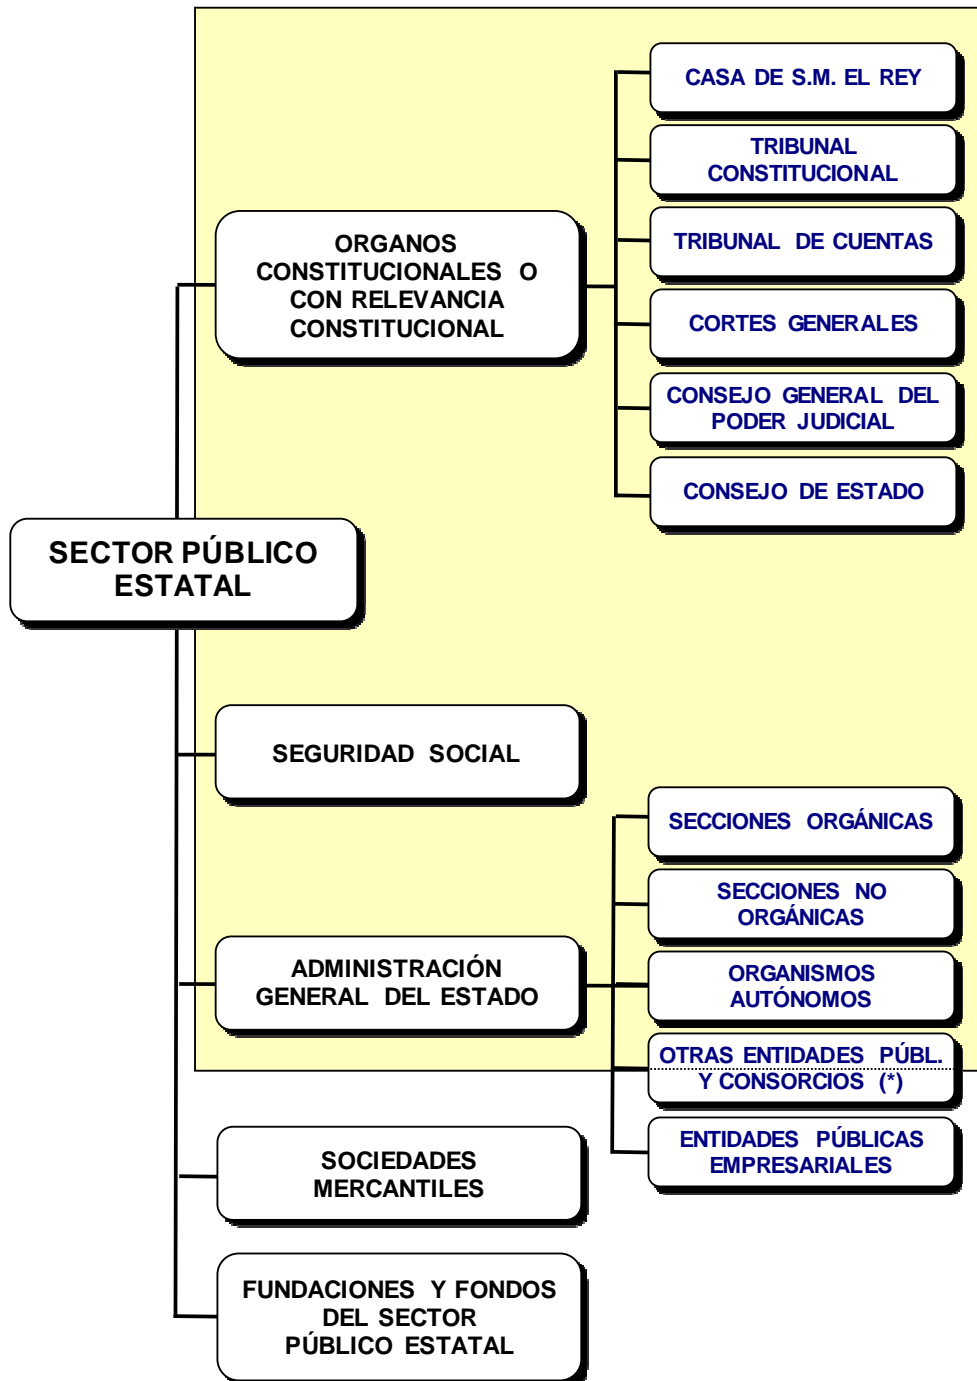 SECTOR PÚBLICO
ESTATAL
ORGANOS
CONSTITUCIONALES O
CON RELEVANCIA
CONSTITUCIONAL
CASA DE S.M. EL REY
TRIBUNAL
CONSTITUCIONAL
TRIBUNAL DE CUENTAS
CORTES GENERALES
CONSEJO GENERAL DEL
PODER JUDICIAL
CONSEJO DE ESTADO
SEGURIDAD SOCIAL
ADMINISTRACIÓN
GENERAL DEL ESTADO
SECCIONES ORGÁNICAS
SECCIONES NO
ORGÁNICAS
ORGANISMOS
AUTÓNOMOS
OTRAS ENTIDADES PÚBL.
Y CONSORCIOS (*)
ENTIDADES PÚBLICAS
EMPRESARIALES
SOCIEDADES
MERCANTILES
FUNDACIONES Y FONDOS
DEL SECTOR
PÚBLICO ESTATAL